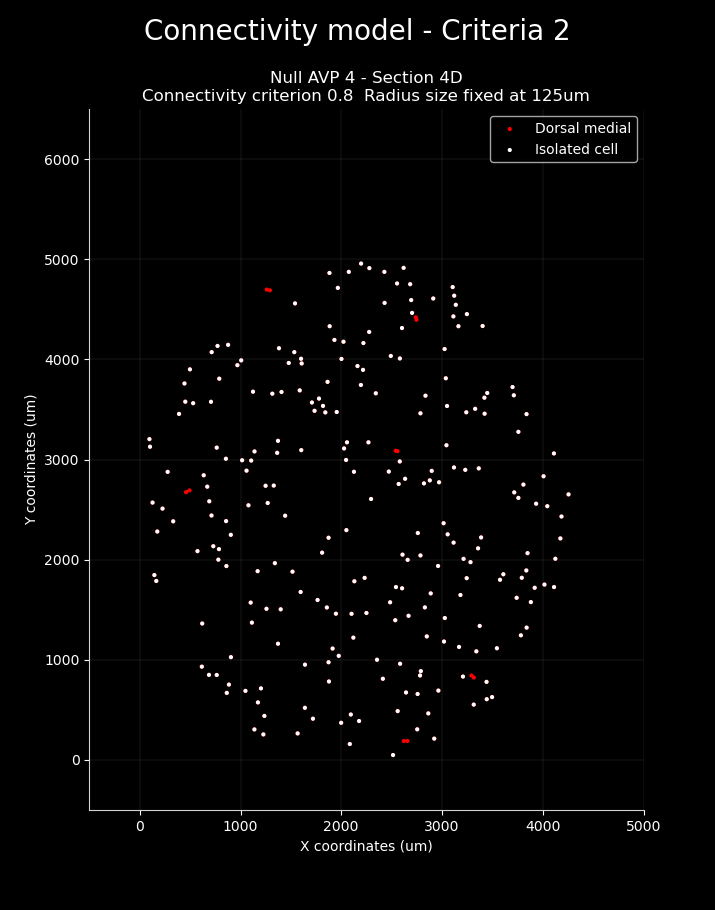 Connectivity model - Criteria 2
Null AVP 4 - Section 4D
Connectivity criterion 0.8  Radius size fixed at 125um
Dorsal medial
Isolated cell
6000
5000
4000
3000
2000
1000
0
Y coordinates (um)
0 1000 2000 3000 4000 5000
X coordinates (um)